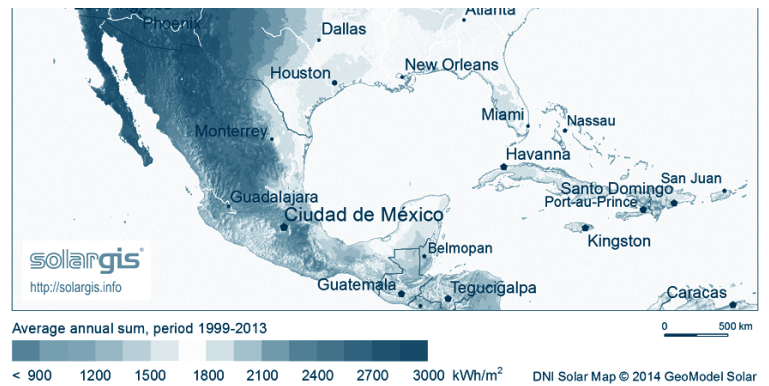 Atlanta
Phoenix
Dallas
Houston
New Orleans
Monterrey
Miami
Nassau
Havanna
Guadalajara
San Juan
Santo Domingo
Port-au-Prince
Ciudad de México
Kingston
Belmopan
solargis
http://solargis.info
Guatemala
Tegucigalpa
Caracas
Average annual sum, period 1999-2013
0 500 km
< 900 1200 1500 1800 2100 2400 2700 3000 kWh/m²
DNI Solar Map © 2014 GeoModel Solar